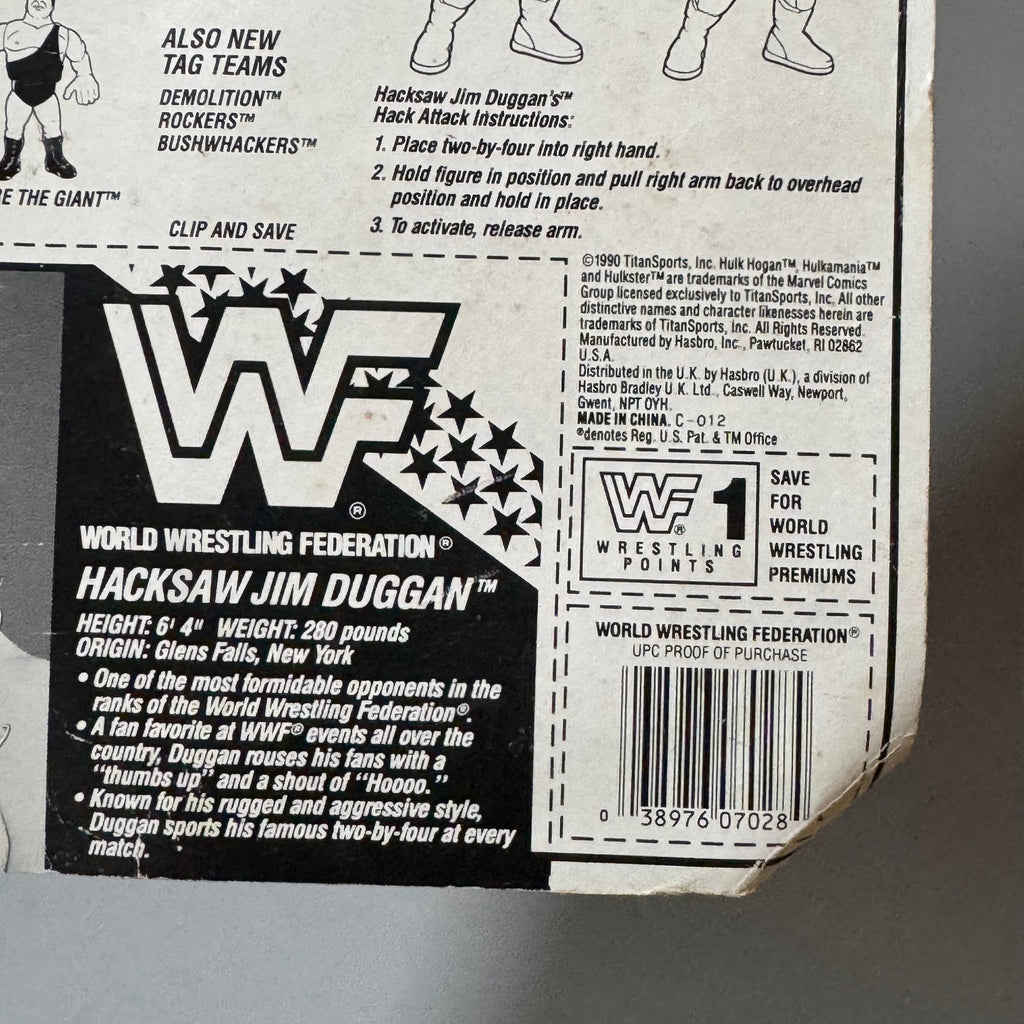 ALSO NEW
TAG TEAMS
DEMOLITION™
ROCKERS™
BUSHWHACKERS™
E THE GIANT™
CLIP AND SAVE
Hacksaw Jim Duggan's™
Hack Attack Instructions:
1. Place two-by-four into right hand.
2. Hold figure in position and pull right arm back to overhead
position and hold in place.
3. To activate, release arm.
©1990 TitanSports, Inc. Hulk Hogan™, Hulkamania™
and Hulkster™ are trademarks of the Marvel Comics
Group licensed exclusively to TitanSports, Inc. All other
distinctive names and character likenesses herein are
trademarks of TitanSports, Inc. All Rights Reserved.
Manufactured by Hasbro, Inc., Pawtucket, RI 02862
U.S.A.
Distributed in the U.K. by Hasbro (U.K.), a division of
Hasbro Bradley U.K. Ltd., Caswell Way, Newport,
Gwent, NPT OYH.
MADE IN CHINA. C-012
®denotes Reg. U.S. Pat. & TM Office
WF®
WORLD WRESTLING FEDERATION®
HACKSAW JIM DUGGAN™
HEIGHT: 6' 4" WEIGHT: 280 pounds
ORIGIN: Glens Falls, New York
• One of the most formidable opponents in the
ranks of the World Wrestling Federation®.
• A fan favorite at WWF® events all over the
country, Duggan rouses his fans with a
"thumbs up" and a shout of "Hoooo."
• Known for his rugged and aggressive style,
Duggan sports his famous two-by-four at every
match.
WF® 1
WRESTLING
POINTS
SAVE
FOR
WORLD
WRESTLING
PREMIUMS
WORLD WRESTLING FEDERATION®
UPC PROOF OF PURCHASE
0 38976 07028